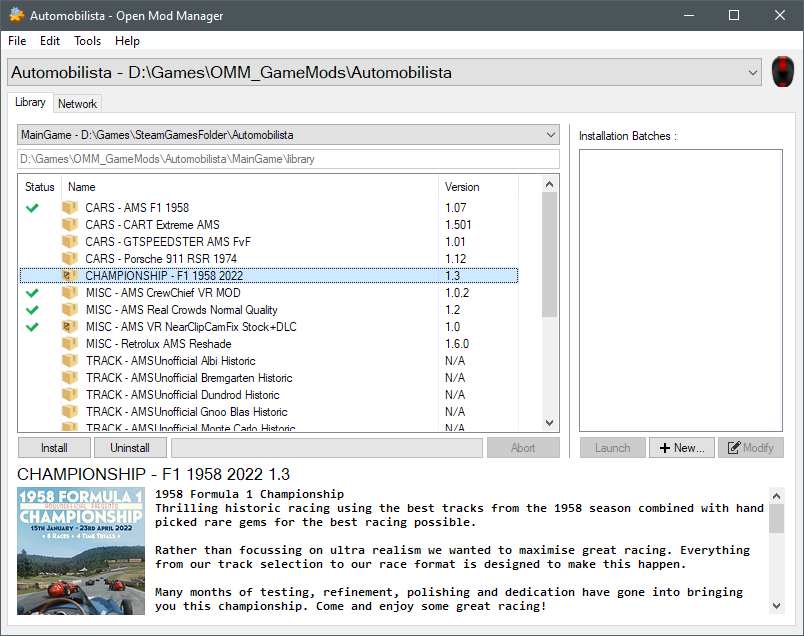 Automobilista - Open Mod Manager
File Edit Tools Help
Automobilista - D:\Games\OMM_GameMods\Automobilista
Library Network
MainGame - D:\Games\SteamGamesFolder\Automobilista
Installation Batches :
D:\Games\OMM_GameMods\Automobilista\MainGame\library
Status Name Version
CARS - AMS F1 1958 1.07
CARS - CART Extreme AMS 1.501
CARS - GTSPEEDSTER AMS FvF 1.01
CARS - Porsche 911 RSR 1974 1.12
CHAMPIONSHIP - F1 1958 2022 1.3
MISC - AMS CrewChief VR MOD 1.0.2
MISC - AMS Real Crowds Normal Quality 1.2
MISC - AMS VR NearClipCamFix Stock+DLC 1.0
MISC - Retrolux AMS Reshade 1.6.0
TRACK - AMSUnofficial Albi Historic N/A
TRACK - AMSUnofficial Bremgarten Historic N/A
TRACK - AMSUnofficial Dundrod Historic N/A
TRACK - AMSUnofficial Gnoo Blas Historic N/A
TRACK - AMSUnofficial Monte Carlo Historic N/A
Install Uninstall Abort Launch New... Modify
CHAMPIONSHIP - F1 1958 2022 1.3
1958 FORMULA 1
AMSUNOFFICIAL PRESENTS
CHAMPIONSHIP
15TH JANUARY - 23RD APRIL 2022
8 RACES + 4 TIME TRIALS
1958 Formula 1 Championship
Thrilling historic racing using the best tracks from the 1958 season combined with hand
picked rare gems for the best racing possible.
Rather than focussing on ultra realism we wanted to maximise great racing. Everything
from our track selection to our race format is designed to make this happen.
Many months of testing, refinement, polishing and dedication have gone into bringing
you this championship. Come and enjoy some great racing!